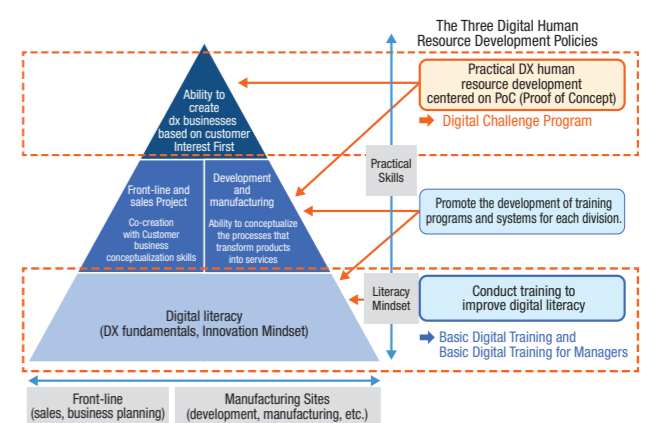 The Three Digital Human
Resource Development Policies
Ability to
create
dx businesses
based on customer
Interest First
Practical DX human
resource development
centered on PoC (Proof of Concept)
Digital Challenge Program
Practical
Skills
Front-line and
sales Project
Co-creation
with Customer
business
conceptualization skills
Development
and
manufacturing
Ability to conceptualize
the processes that
transform products
into services
Promote the development of training
programs and systems for each division.
Literacy
Mindset
Conduct training to
improve digital literacy
Digital literacy
(DX fundamentals, Innovation Mindset)
Basic Digital Training and
Basic Digital Training for Managers
Front-line
(sales, business planning)
Manufacturing Sites
(development, manufacturing, etc.)